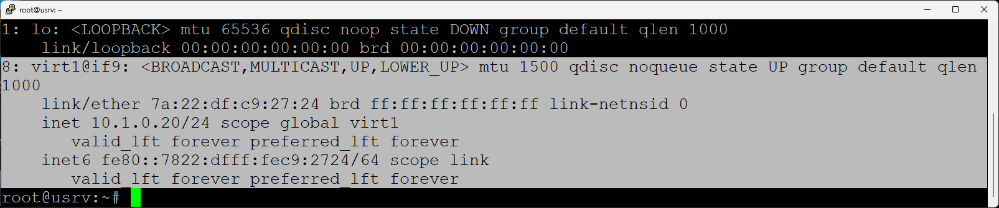 root@usrv: ~
1: lo: <LOOPBACK> mtu 65536 qdisc noop state DOWN group default qlen 1000
    link/loopback 00:00:00:00:00:00 brd 00:00:00:00:00:00
8: virt1@if9: <BROADCAST,MULTICAST,UP,LOWER_UP> mtu 1500 qdisc noqueue state UP group default qlen
1000
    link/ether 7a:22:df:c9:27:24 brd ff:ff:ff:ff:ff:ff link-netnsid 0
    inet 10.1.0.20/24 scope global virt1
       valid_lft forever preferred_lft forever
    inet6 fe80::7822:dfff:fec9:2724/64 scope link
       valid_lft forever preferred_lft forever
root@usrv:~#